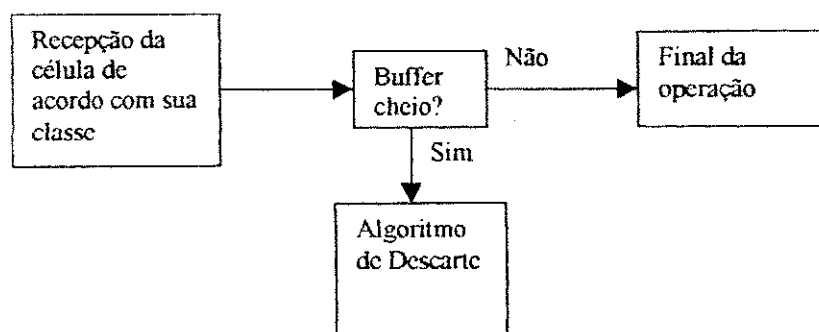 Recepção da
célula de
acordo com sua
classe
Buffer
cheio?
Não
Final da
operação
Sim
Algoritmo
de Descarte